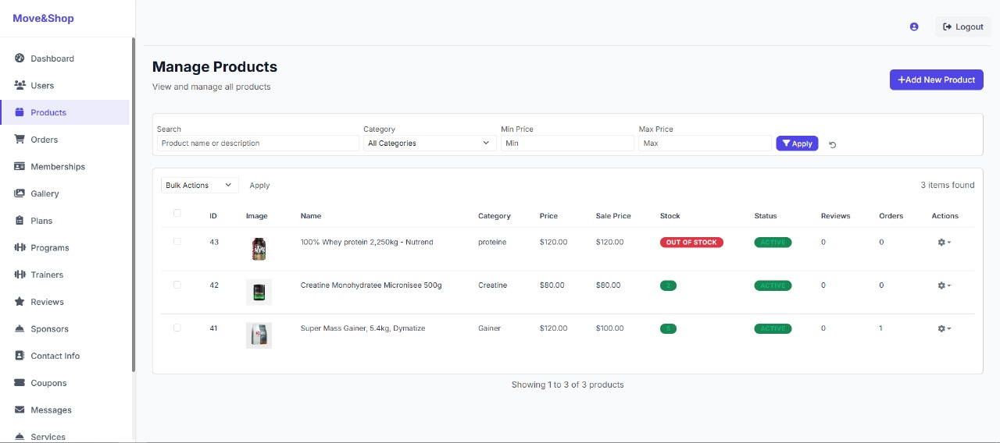 Move&Shop
Logout
Dashboard
Users
Products
Orders
Memberships
Gallery
Plans
Programs
Trainers
Reviews
Sponsors
Contact Info
Coupons
Messages
Services
Manage Products
View and manage all products
+Add New Product
Search Category Min Price Max Price
Product name or description All Categories Min Max Apply
Bulk Actions Apply 3 items found
ID Image Name Category Price Sale Price Stock Status Reviews Orders Actions
43 100% Whey protein 2,250kg - Nutrend proteine $120.00 $120.00 OUT OF STOCK ACTIVE 0 0
42 Creatine Monohydratee Micronisee 500g Creatine $80.00 $80.00 2 ACTIVE 0 0
41 Super Mass Gainer, 5.4kg, Dymatize Gainer $120.00 $100.00 5 ACTIVE 0 1
Showing 1 to 3 of 3 products